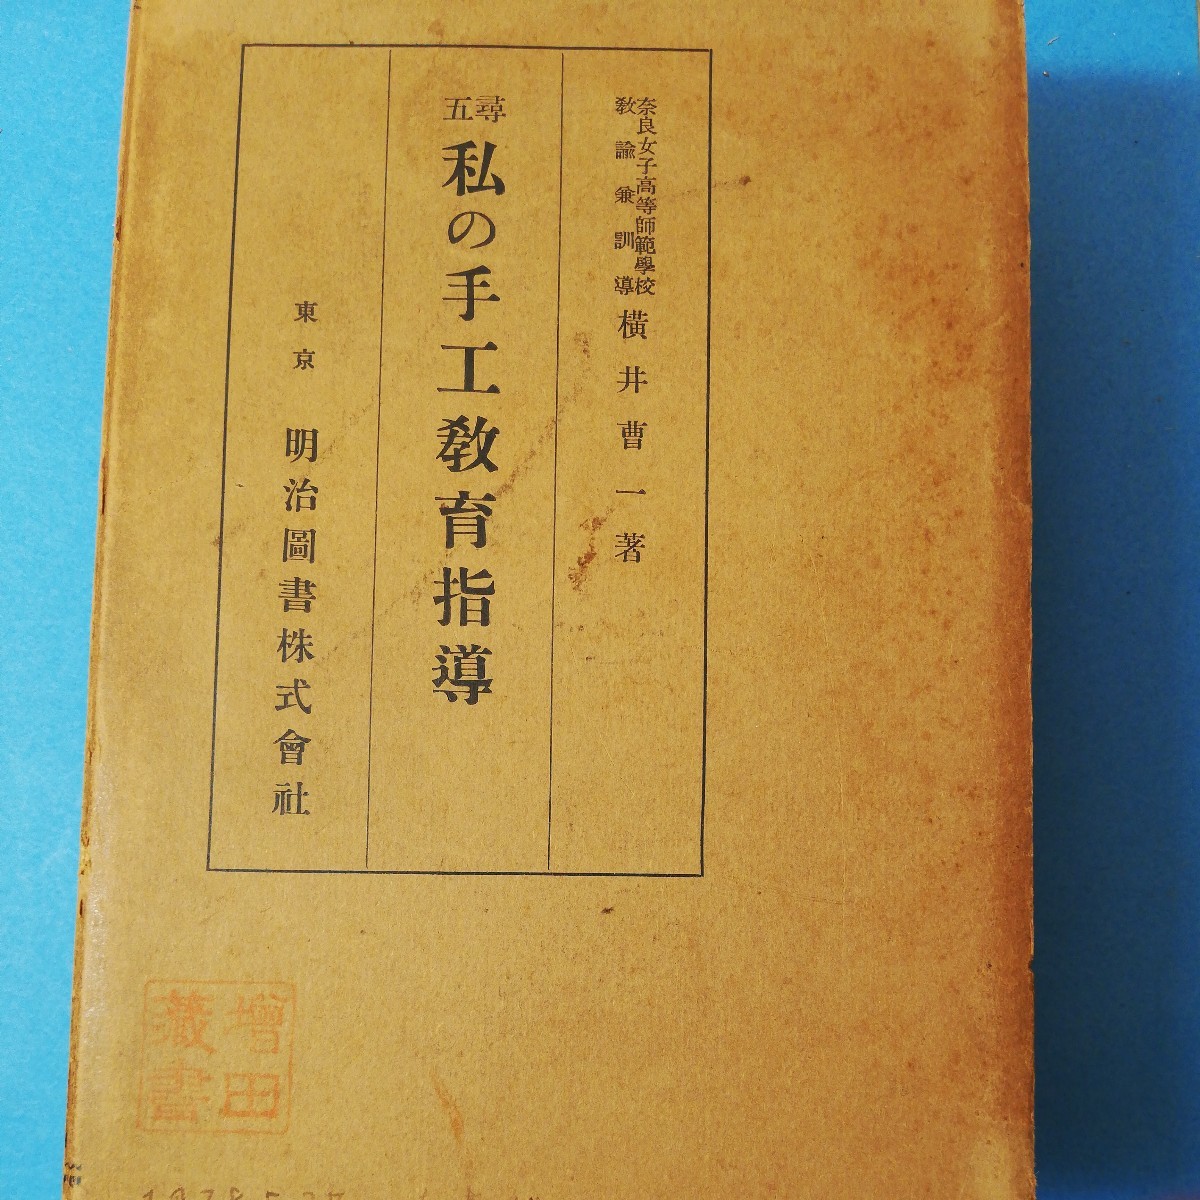 奈良女子高等師範學校
教諭兼訓導
橫井曹一著
尋五
私の手工教育指導
東京
明治圖書株式會社
增田
藏書